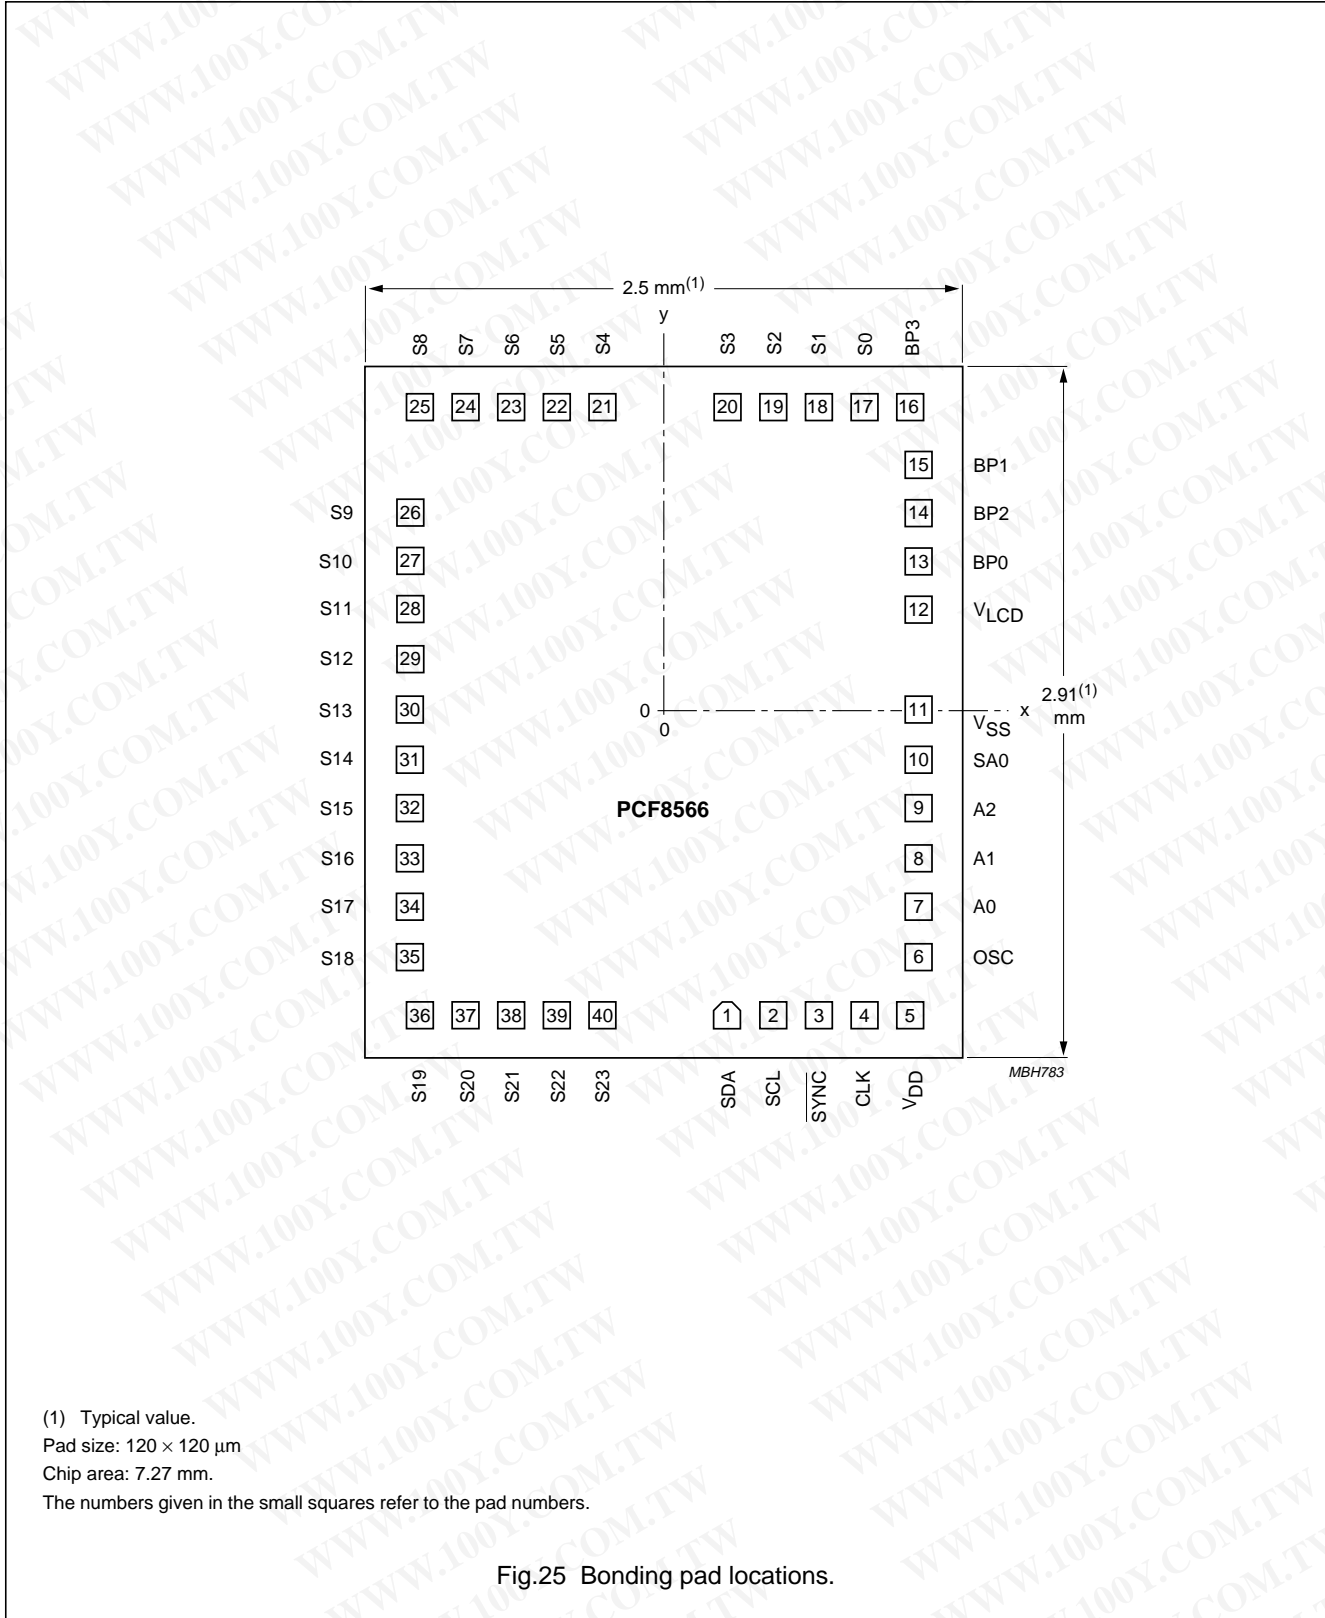 2.5 mm(1)
y
S8 S7 S6 S5 S4 S3 S2 S1 S0 BP3
25 24 23 22 21 20 19 18 17 16
15 BP1
S9 26 14 BP2
S10 27 13 BP0
S11 28 12 VLCD
S12 29
S13 30 0 11 x 2.91(1)
0 VSS mm
S14 31 10 SA0
S15 32 PCF8566 9 A2
S16 33 8 A1
S17 34 7 A0
S18 35 6 OSC
36 37 38 39 40 1 2 3 4 5
MBH783
S19 S20 S21 S22 S23 SDA SCL SYNC CLK VDD
(1) Typical value.
Pad size: 120 × 120 µm
Chip area: 7.27 mm.
The numbers given in the small squares refer to the pad numbers.
Fig.25 Bonding pad locations.
WWW.100Y.COM.TW